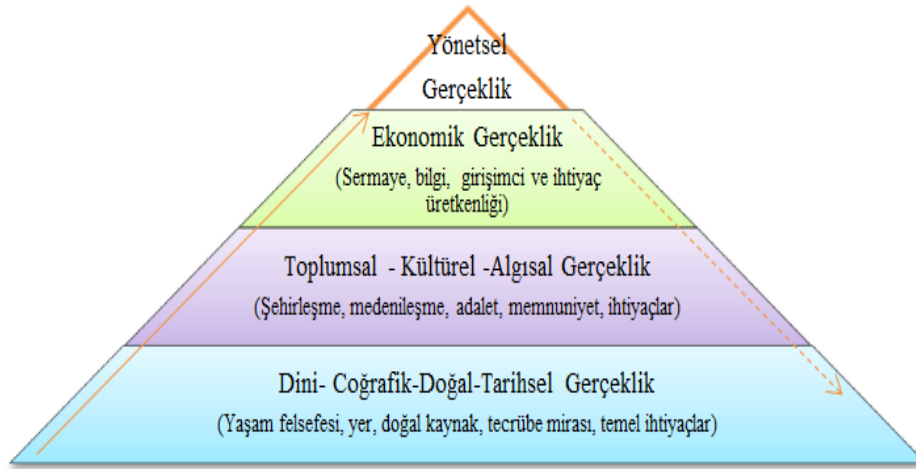 Yönetsel
Gerçeklik
Ekonomik Gerçeklik
(Sermaye, bilgi, girişimci ve ihtiyaç
üretkenliği)
Toplumsal - Kültürel -Algısal Gerçeklik
(Şehirleşme, medenileşme, adalet, memnuniyet, ihtiyaçlar)
Dini- Coğrafik-Doğal-Tarihsel Gerçeklik
(Yaşam felsefesi, yer, doğal kaynak, tecrübe mirası, temel ihtiyaçlar)